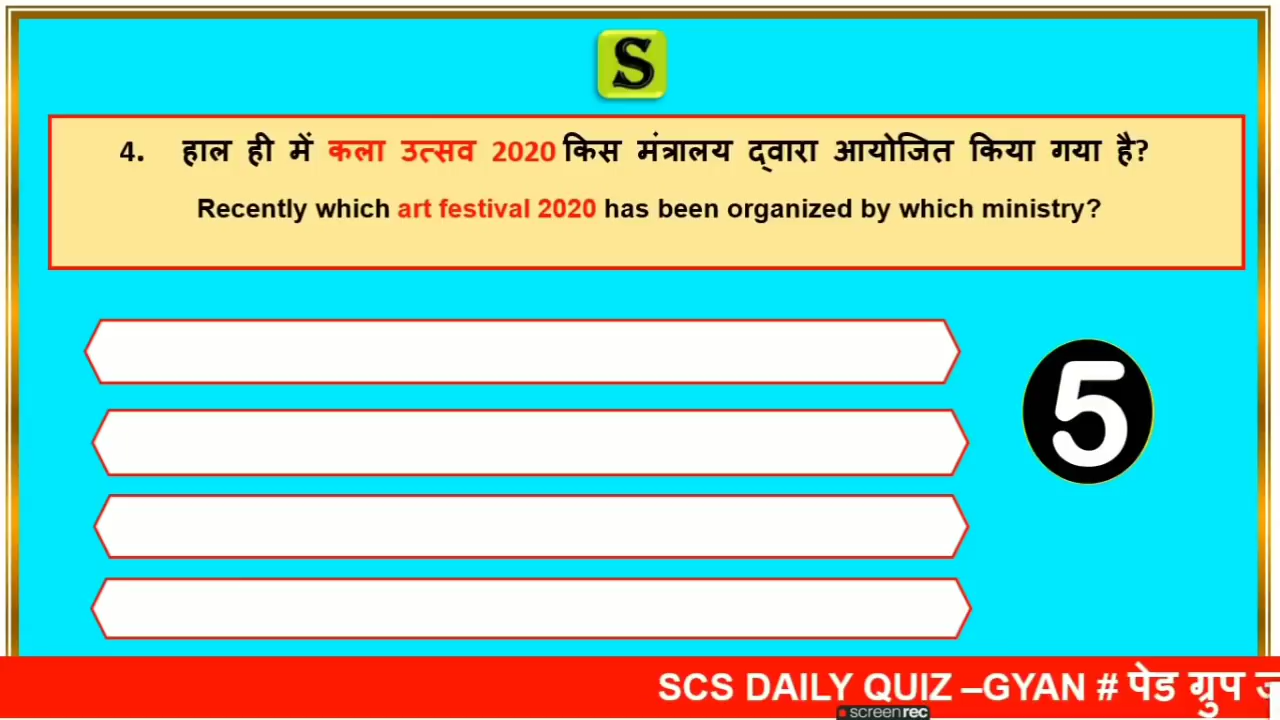 S
4. हाल ही में कला उत्सव 2020 किस मंत्रालय द्वारा आयोजित किया गया है?
Recently which art festival 2020 has been organized by which ministry?
5
SCS DAILY QUIZ –GYAN # पेड ग्रुप
screenrec